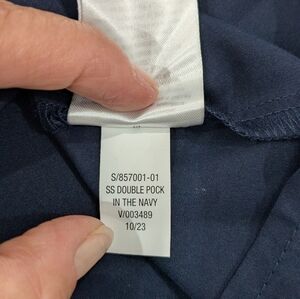 S/857001-01
SS DOUBLE POCK
IN THE NAVY
V/003489
10/23